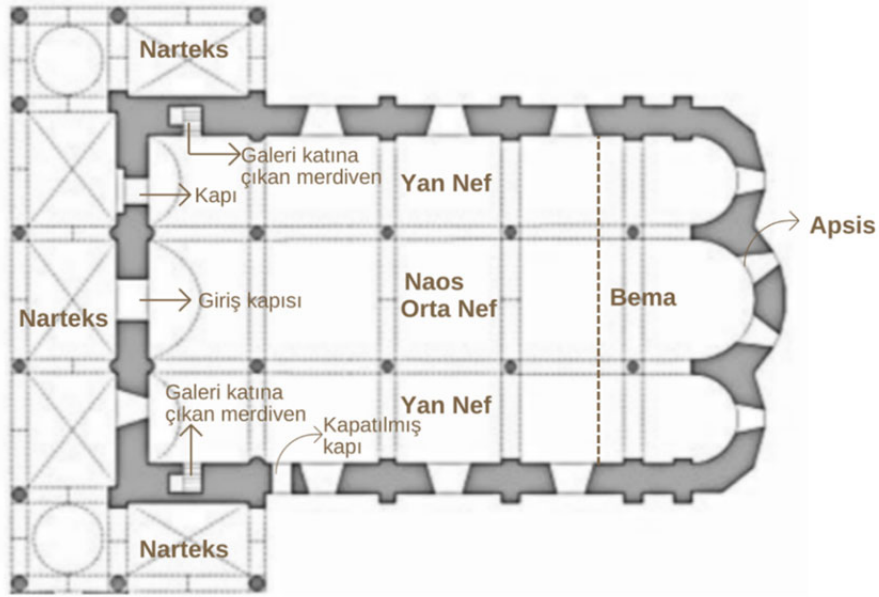 Narteks
Galeri katına
çıkan merdiven
Yan Nef
Kapı
Apsis
Naos
Orta Nef
Bema
Giriş kapısı
Narteks
Galeri katına
çıkan merdiven
Yan Nef
Kapatılmış
kapı
Narteks